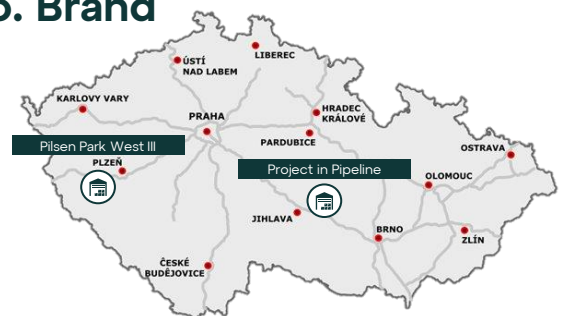 Brand
LIBEREC
ÚSTÍ
NAD LABEM
KARLOVY VARY
PRAHA
HRADEC
KRÁLOVÉ
PARDUBICE
Pilsen Park West III
OSTRAVA
PLZEŇ
Project in Pipeline
OLOMOUC
JIHLAVA
BRNO
ZLÍN
ČESKÉ
BUDĚJOVICE